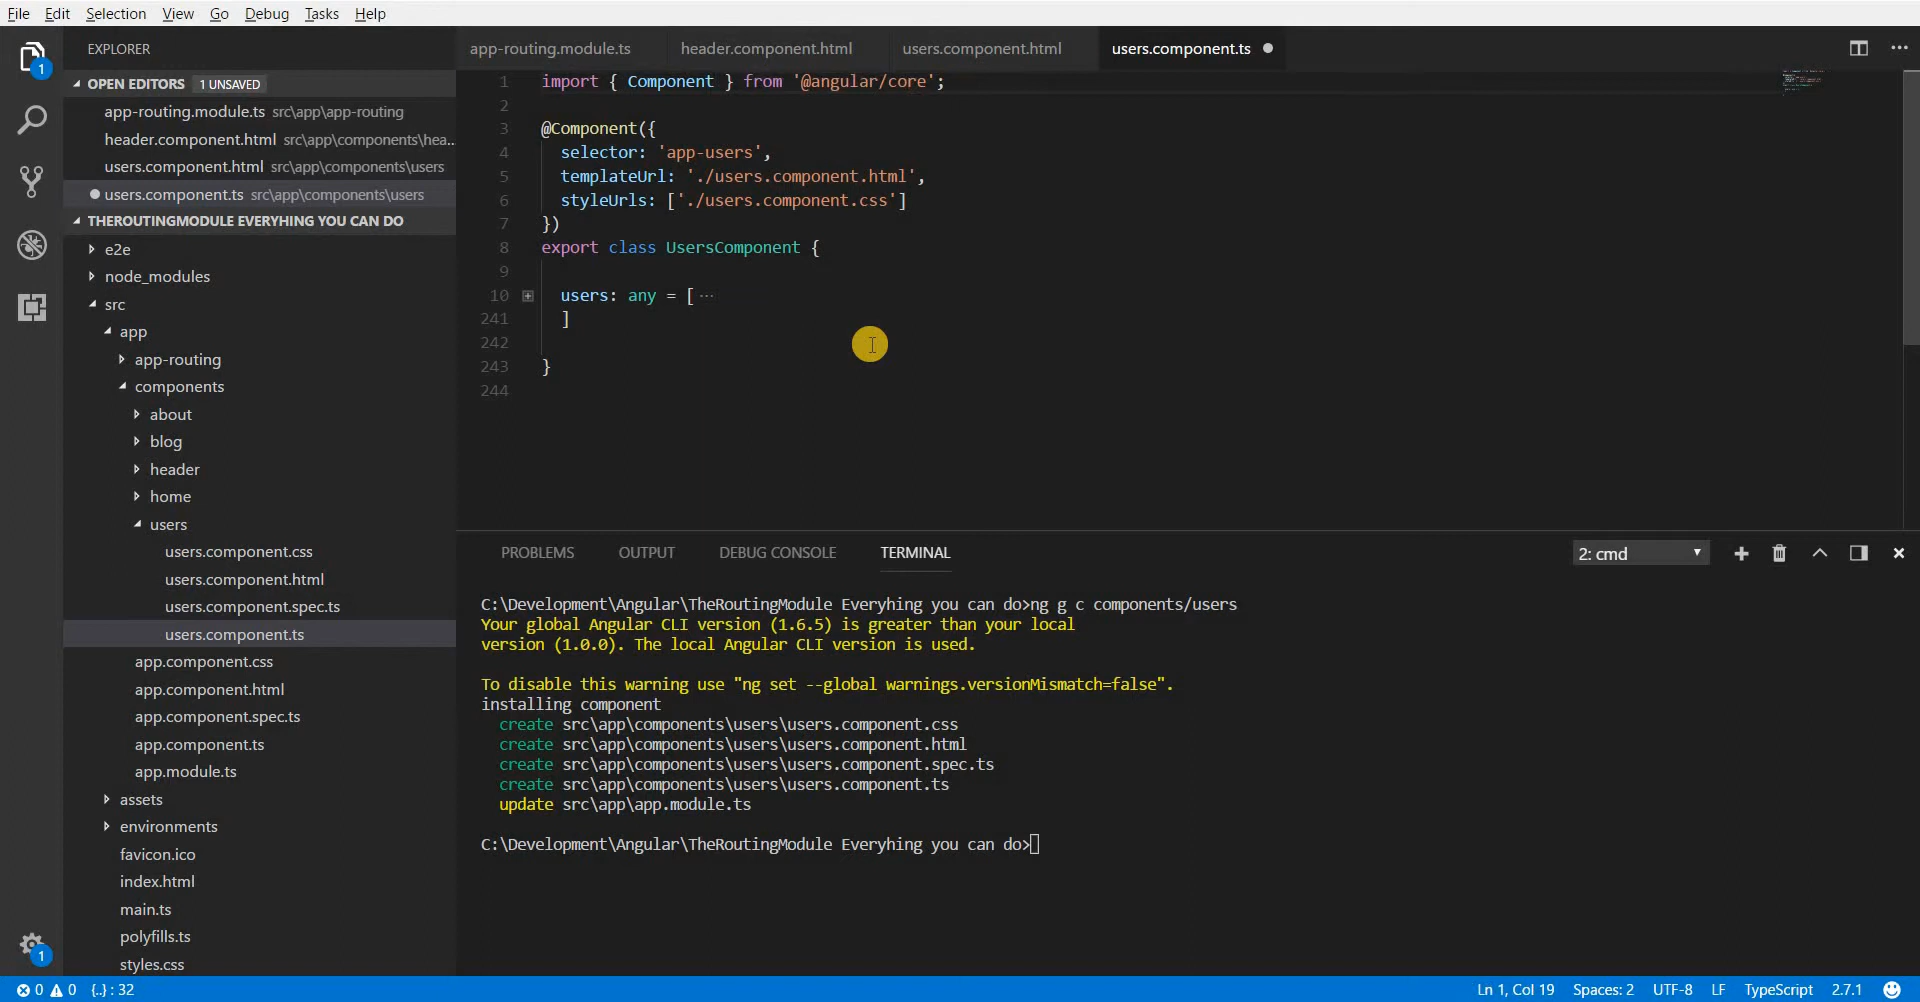 File Edit Selection View Go Debug Tasks Help
EXPLORER
OPEN EDITORS 1 UNSAVED
app-routing.module.ts src\app\app-routing
header.component.html src\app\components\hea...
users.component.html src\app\components\users
users.component.ts src\app\components\users
THEROUTINGMODULE EVERYHING YOU CAN DO
e2e
node_modules
src
app
app-routing
components
about
blog
header
home
users
users.component.css
users.component.html
users.component.spec.ts
users.component.ts
app.component.css
app.component.html
app.component.spec.ts
app.component.ts
app.module.ts
assets
environments
favicon.ico
index.html
main.ts
polyfills.ts
styles.css
1
1
app-routing.module.ts header.component.html users.component.html users.component.ts
1 import { Component } from '@angular/core';
2
3 @Component({
4 selector: 'app-users',
5 templateUrl: './users.component.html',
6 styleUrls: ['./users.component.css']
7 })
8 export class UsersComponent {
9
10 users: any = [ ...
241 ]
242
243 }
244
PROBLEMS OUTPUT DEBUG CONSOLE TERMINAL 2: cmd
C:\Development\Angular\TheRoutingModule Everyhing you can do>ng g c components/users
Your global Angular CLI version (1.6.5) is greater than your local
version (1.0.0). The local Angular CLI version is used.
To disable this warning use "ng set --global warnings.versionMismatch=false".
installing component
create src\app\components\users\users.component.css
create src\app\components\users\users.component.html
create src\app\components\users\users.component.spec.ts
create src\app\components\users\users.component.ts
update src\app\app.module.ts
C:\Development\Angular\TheRoutingModule Everyhing you can do>
0 0 {..} : 32 Ln 1, Col 19 Spaces: 2 UTF-8 LF TypeScript 2.7.1